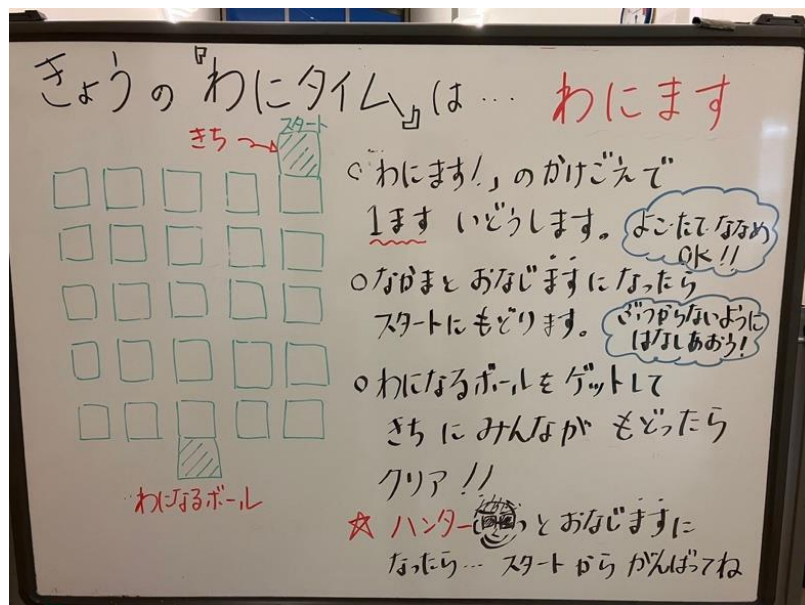 きょうの『わにタイム』は… わにます
きち
スタート
わになるボール
○「わにます！」のかけごえで
1ます いどうします。
よこ・たて・ななめ
OK!!
○なかまと おなじますになったら
スタートにもどります。
ぶつからないように
はなしあおう！
○わになるボールをゲットして
きちに みんなが もどったら
クリア!!
☆ ハンターとおなじますに
なったら… スタートから がんばってね